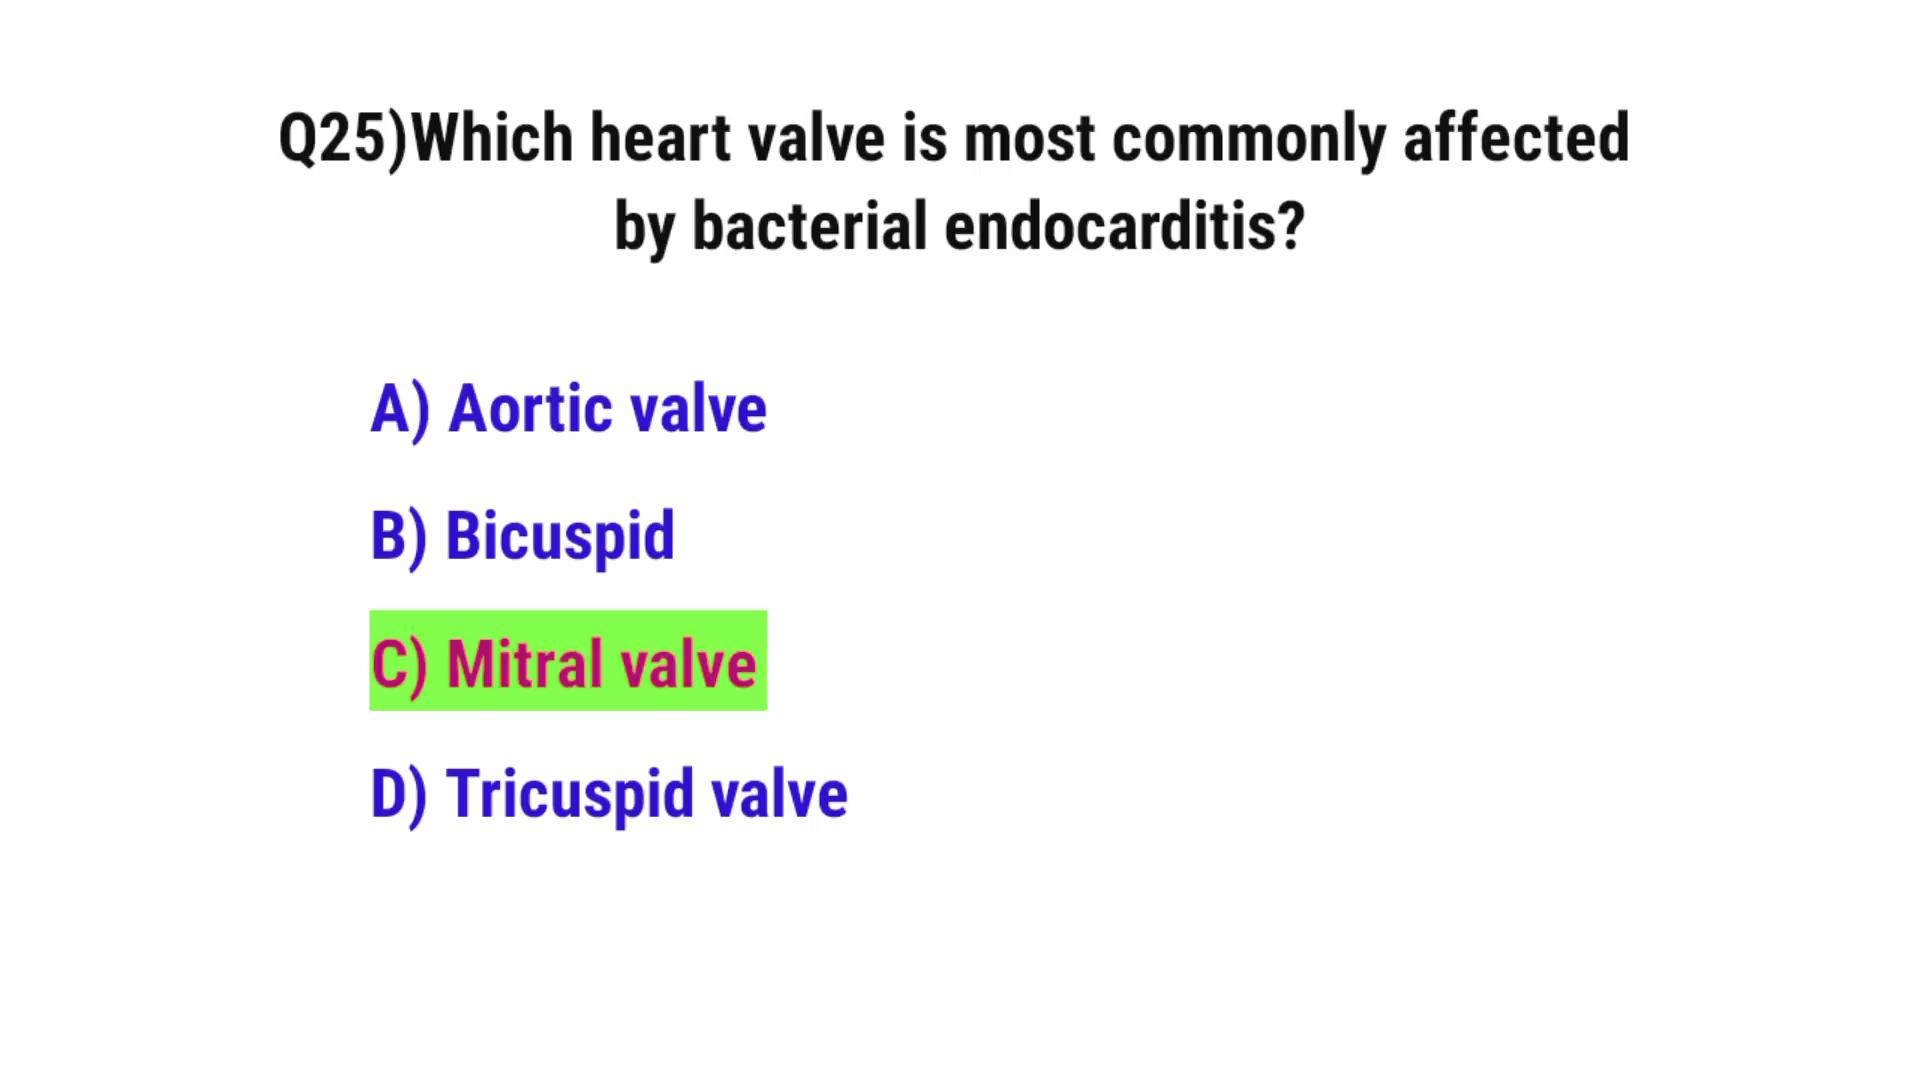 Q25)Which heart valve is most commonly affected
by bacterial endocarditis?
A) Aortic valve
B) Bicuspid
C) Mitral valve
D) Tricuspid valve